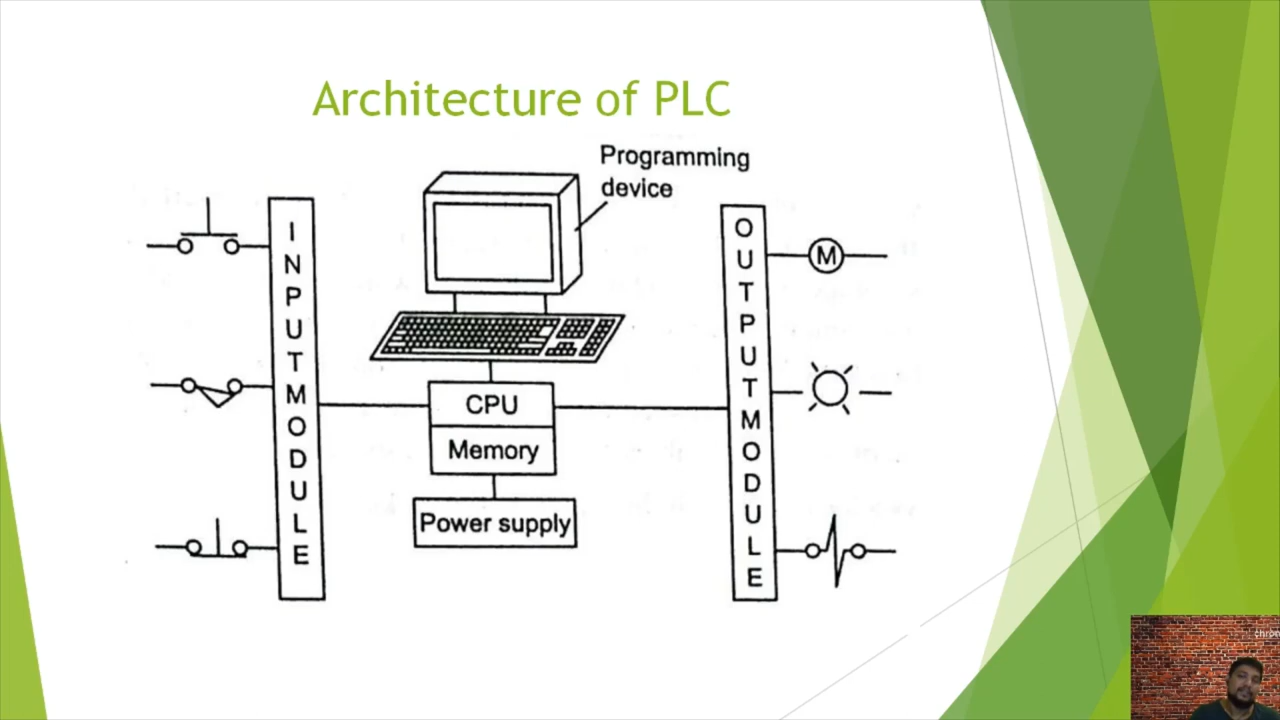 Architecture of PLC
Programming
device
INPUT MODULE
OUTPUT MODULE
M
CPU
Memory
Power supply